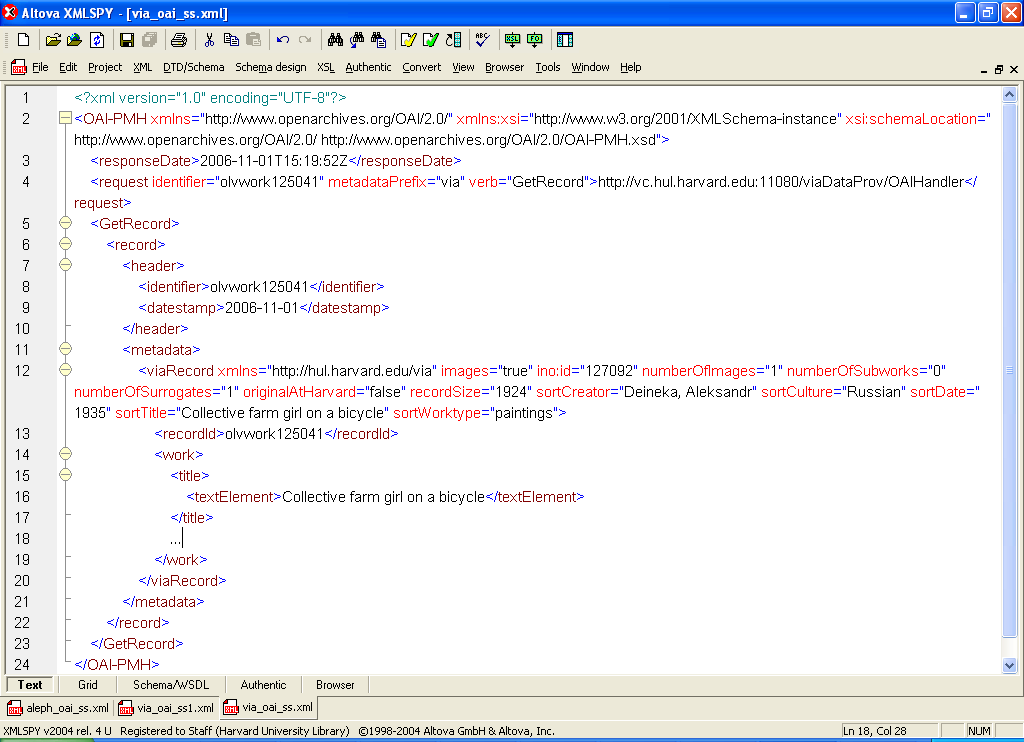 Altova XMLSPY - [via_oai_ss.xml]
File Edit Project XML DTD/Schema Schema design XSL Authentic Convert View Browser Tools Window Help
1 <?xml version="1.0" encoding="UTF-8"?>
2 <OAI-PMH xmlns="http://www.openarchives.org/OAI/2.0/" xmlns:xsi="http://www.w3.org/2001/XMLSchema-instance" xsi:schemaLocation="
http://www.openarchives.org/OAI/2.0/ http://www.openarchives.org/OAI/2.0/OAI-PMH.xsd">
3 <responseDate>2006-11-01T15:19:52Z</responseDate>
4 <request identifier="olvwork125041" metadataPrefix="via" verb="GetRecord">http://vc.hul.harvard.edu:11080/viaDataProv/OAIHandler</
request>
5 <GetRecord>
6 <record>
7 <header>
8 <identifier>olvwork125041</identifier>
9 <datestamp>2006-11-01</datestamp>
10 </header>
11 <metadata>
12 <viaRecord xmlns="http://hul.harvard.edu/via" images="true" ino:id="127092" numberOfImages="1" numberOfSubworks="0"
numberOfSurrogates="1" originalAtHarvard="false" recordSize="1924" sortCreator="Deineka, Aleksandr" sortCulture="Russian" sortDate="
1935" sortTitle="Collective farm girl on a bicycle" sortWorktype="paintings">
13 <recordId>olvwork125041</recordId>
14 <work>
15 <title>
16 <textElement>Collective farm girl on a bicycle</textElement>
17 </title>
18 ...
19 </work>
20 </viaRecord>
21 </metadata>
22 </record>
23 </GetRecord>
24 </OAI-PMH>
Text Grid Schema/WSDL Authentic Browser
aleph_oai_ss.xml via_oai_ss1.xml via_oai_ss.xml
XMLSPY v2004 rel. 4 U Registered to Staff (Harvard University Library) ©1998-2004 Altova GmbH & Altova, Inc. Ln 18, Col 28 NUM